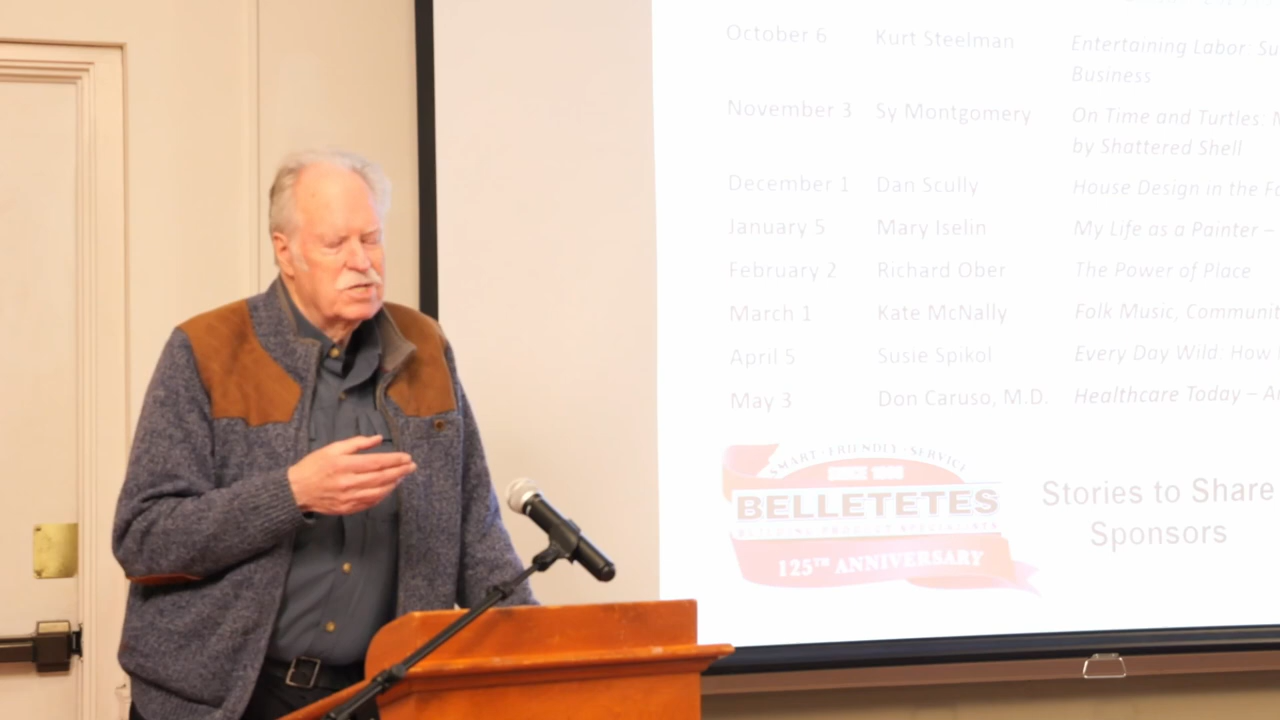 October 6 Kurt Steelman Entertaining Labor: Su
Business
November 3 Sy Montgomery On Time and Turtles:
by Shattered Shell
December 1 Dan Scully House Design in the
January 5 Mary Iselin My Life as a Painter –
February 2 Richard Ober The Power of Place
March 1 Kate McNally Folk Music, Communit
April 5 Susie Spikol Every Day Wild: How
May 3 Don Caruso, M.D. Healthcare Today –
SMART · FRIENDLY · SERVICE
BELLETETES
BUILDING PRODUCT SPECIALISTS
125TH ANNIVERSARY
Stories to Share
Sponsors